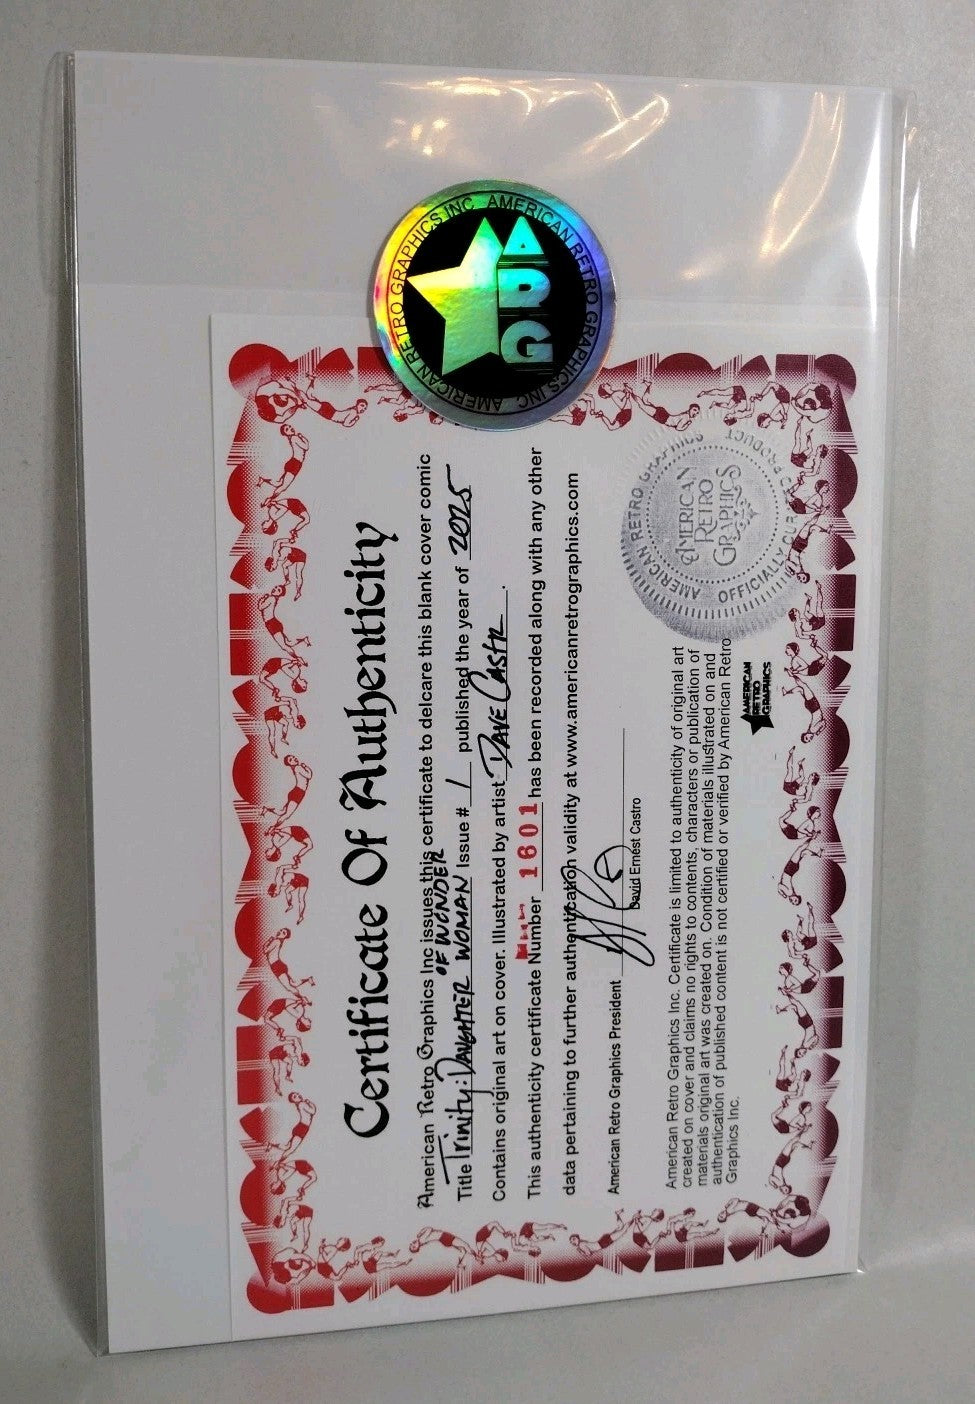 AMERICAN RETRO GRAPHICS INC. AMERICAN RETRO GRAPHICS INC.
ARG
Certificate Of Authenticity
American Retro Graphics Inc issues this certificate to delcare this blank cover comic
Title Trinity: DAUGHTER OF WONDER WOMAN Issue # 1 published the year of 2025
Contains original art on cover. Illustrated by artist DAVE CASTR.
This authenticity certificate Number 1601 has been recorded along with any other
data pertaining to further authentication validity at www.americanretrographics.com
American Retro Graphics President
David Ernest Castro
American Retro Graphics Inc. Certificate is limited to authenticity of original art
created on cover and claims no rights to contents, characters or publication of
materials original art was created on. Condition of materials illustrated on and
authentication of published content is not certified or verified by American Retro
Graphics Inc.
AMERICAN
RETRO
GRAPHICS
AMERICAN RETRO GRAPHICS
OFFICIALLY PRODUCT
AMERICAN
RETRO
GRAPHICS